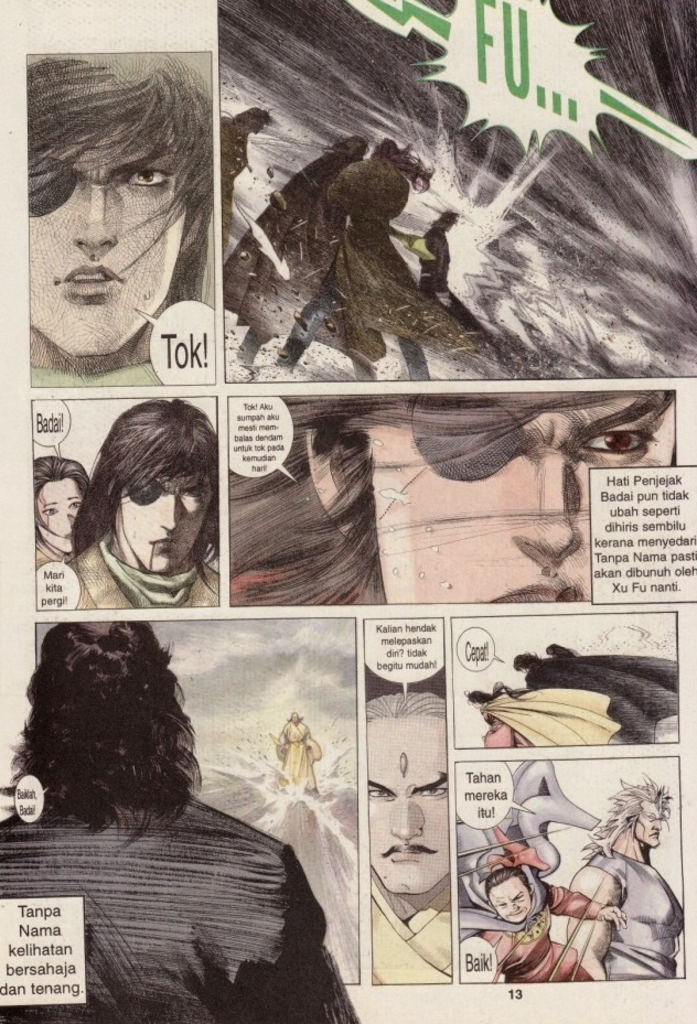 FU...
Tok!
Badai!
Mari
kita
pergi!
Tok! Aku
sumpah aku
mesti mem-
balas dendam
untuk tok pada
kemudian
hari!
Hati Penjejak
Badai pun tidak
ubah seperti
dihiris sembilu
kerana menyedari
Tanpa Nama pasti
akan dibunuh oleh
Xu Fu nanti.
Baiklah,
Badai!
Tanpa
Nama
kelihatan
bersahaja
dan tenang.
Kalian hendak
melepaskan
diri? tidak
begitu mudah!
Cepat!
Tahan
mereka
itu!
Baik!
13